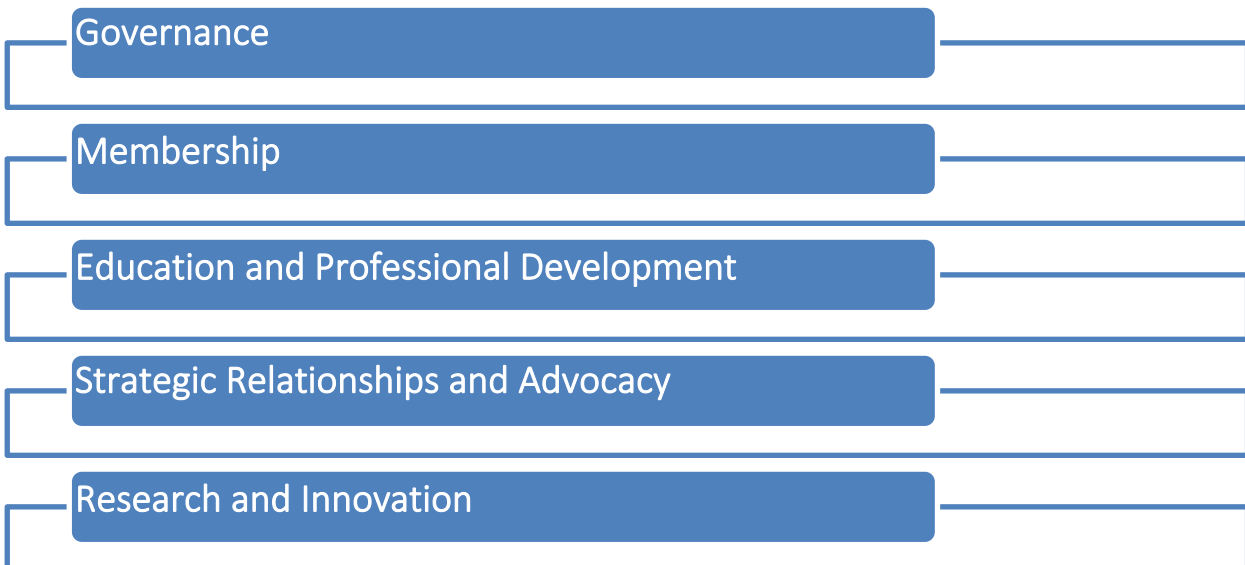 Governance
Membership
Education and Professional Development
Strategic Relationships and Advocacy
Research and Innovation